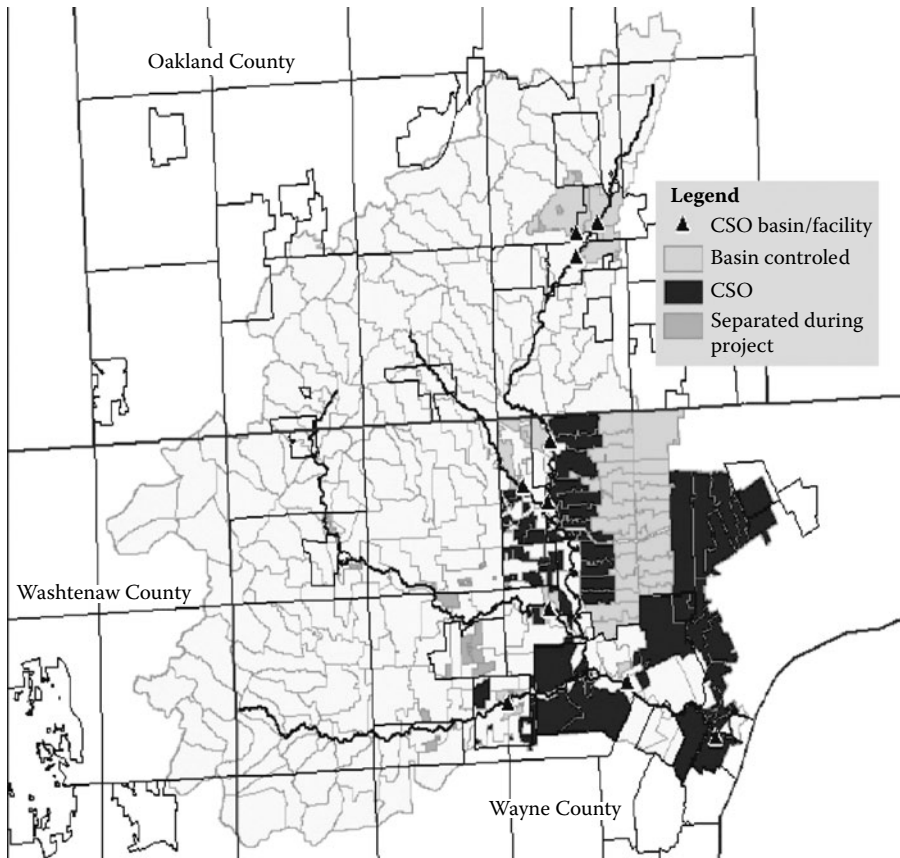 Oakland County
Legend
CSO basin/facility
Basin controled
CSO
Separated during
project
Washtenaw County
Wayne County